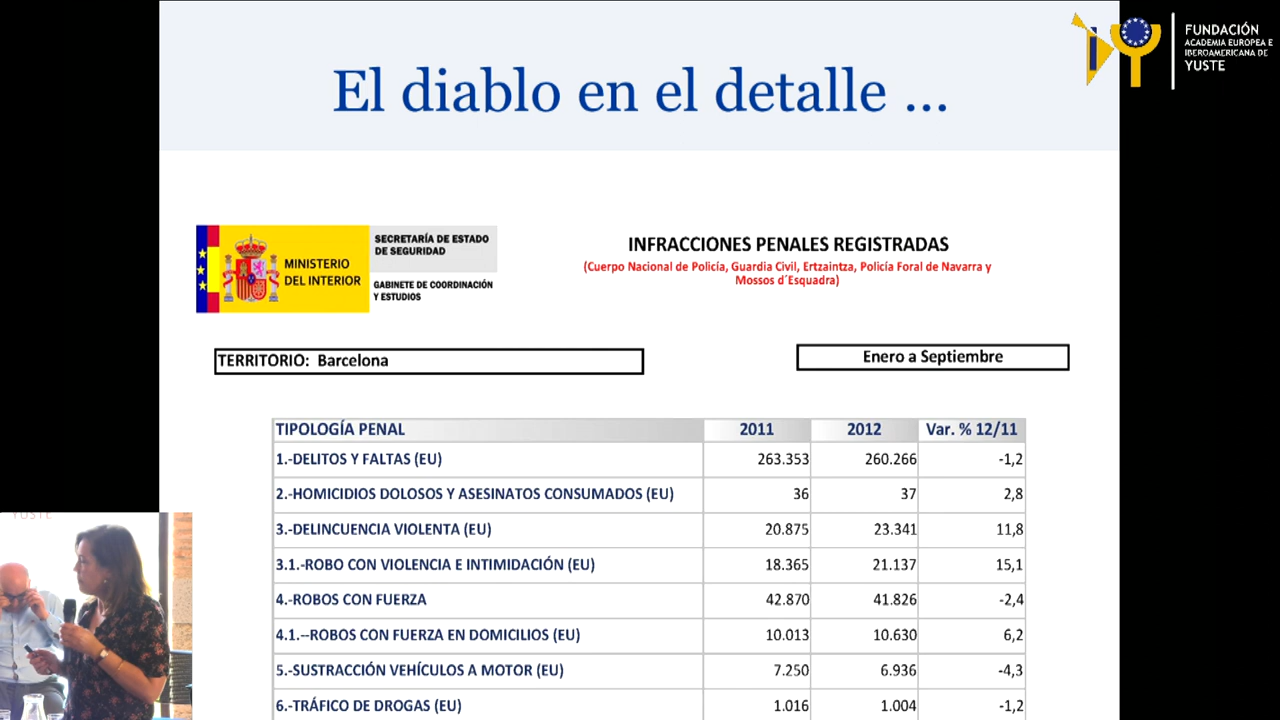 El diablo en el detalle ...
FUNDACIÓN
ACADEMIA EUROPEA E
IBEROAMERICANA DE
YUSTE
MINISTERIO
DEL INTERIOR
SECRETARÍA DE ESTADO
DE SEGURIDAD
GABINETE DE COORDINACIÓN
Y ESTUDIOS
INFRACCIONES PENALES REGISTRADAS
(Cuerpo Nacional de Policía, Guardia Civil, Ertzaintza, Policía Foral de Navarra y
Mossos d´Esquadra)
TERRITORIO: Barcelona
Enero a Septiembre
TIPOLOGÍA PENAL 2011 2012 Var. % 12/11
1.-DELITOS Y FALTAS (EU) 263.353 260.266 -1,2
2.-HOMICIDIOS DOLOSOS Y ASESINATOS CONSUMADOS (EU) 36 37 2,8
3.-DELINCUENCIA VIOLENTA (EU) 20.875 23.341 11,8
3.1.-ROBO CON VIOLENCIA E INTIMIDACIÓN (EU) 18.365 21.137 15,1
4.-ROBOS CON FUERZA 42.870 41.826 -2,4
4.1.--ROBOS CON FUERZA EN DOMICILIOS (EU) 10.013 10.630 6,2
5.-SUSTRACCIÓN VEHÍCULOS A MOTOR (EU) 7.250 6.936 -4,3
6.-TRÁFICO DE DROGAS (EU) 1.016 1.004 -1,2
YUSTE